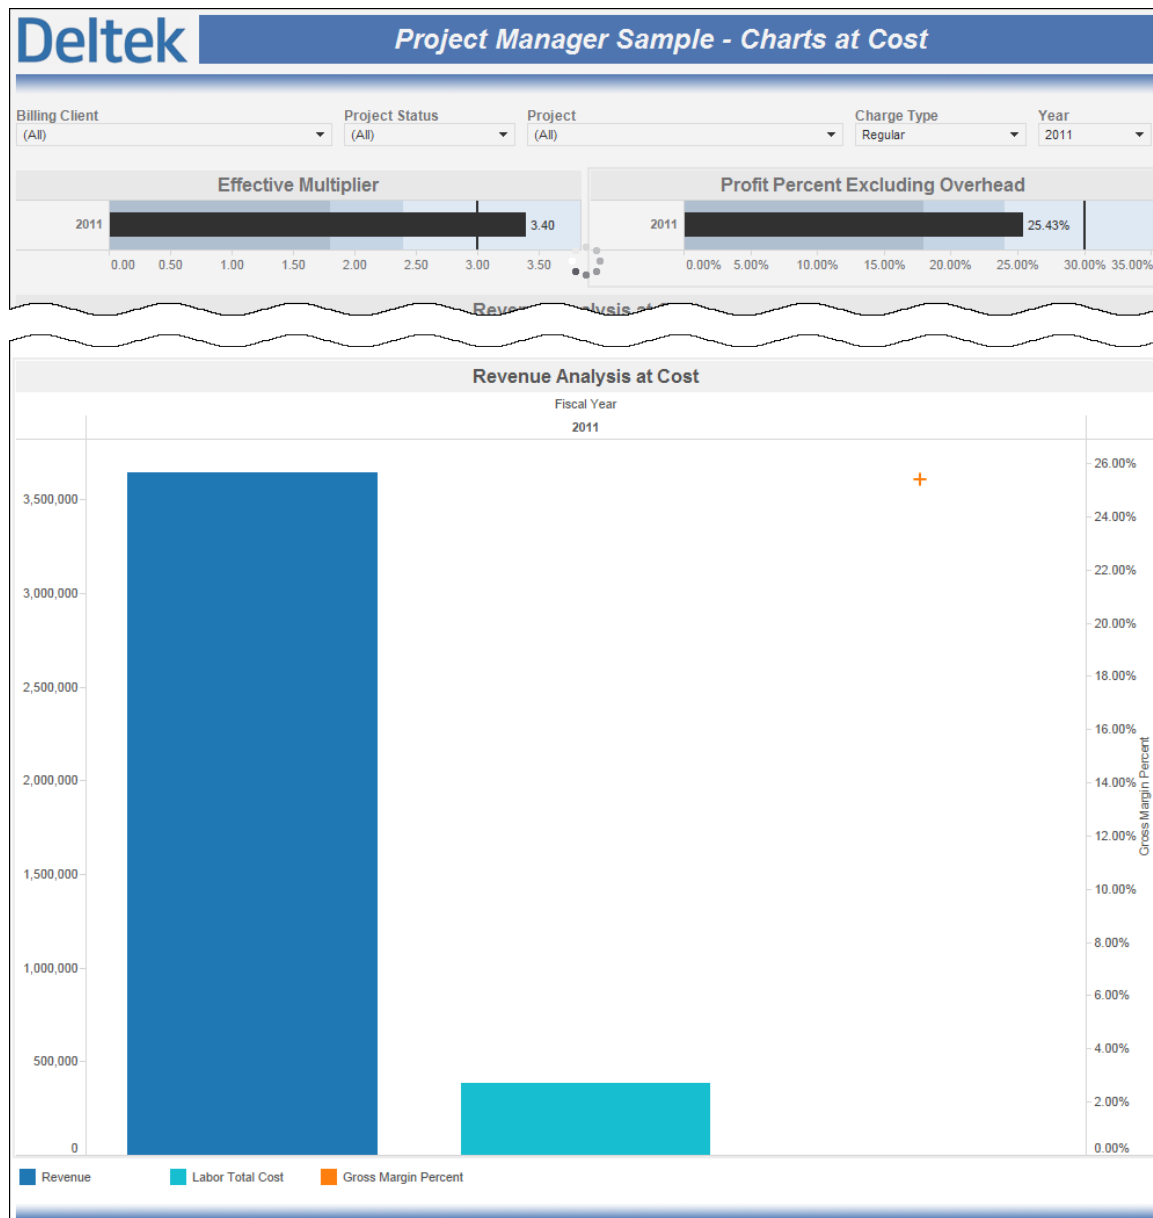 Deltek
Project Manager Sample - Charts at Cost
Billing Client Project Status Project Charge Type Year
(All) (All) (All) Regular 2011
Effective Multiplier
2011 3.40
0.00 0.50 1.00 1.50 2.00 2.50 3.00 3.50
Profit Percent Excluding Overhead
2011 25.43%
0.00% 5.00% 10.00% 15.00% 20.00% 25.00% 30.00% 35.00%
Revenue Analysis at Cost
Fiscal Year
2011
3,500,000
3,000,000
2,500,000
2,000,000
1,500,000
1,000,000
500,000
0
26.00%
24.00%
22.00%
20.00%
18.00%
16.00%
14.00%
12.00%
10.00%
8.00%
6.00%
4.00%
2.00%
0.00%
Gross Margin Percent
Revenue Labor Total Cost Gross Margin Percent